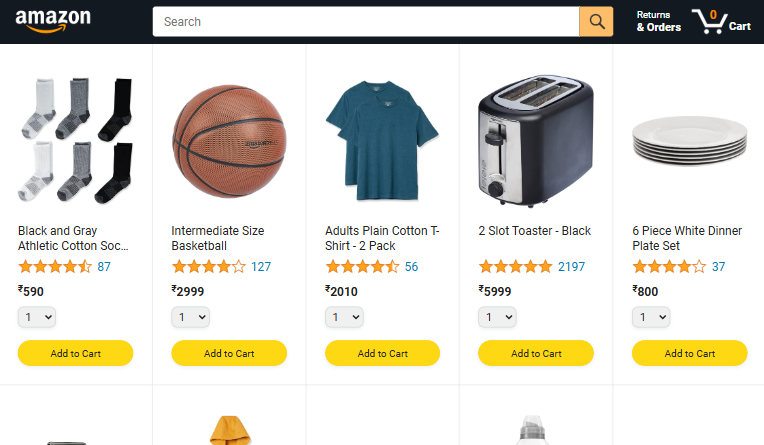 amazon
Search
Returns
& Orders
0
Cart
Black and Gray
Athletic Cotton Soc...
87
₹590
1
Add to Cart
Intermediate Size
Basketball
127
₹2999
1
Add to Cart
Adults Plain Cotton T-
Shirt - 2 Pack
56
₹2010
1
Add to Cart
2 Slot Toaster - Black
2197
₹5999
1
Add to Cart
6 Piece White Dinner
Plate Set
37
₹800
1
Add to Cart